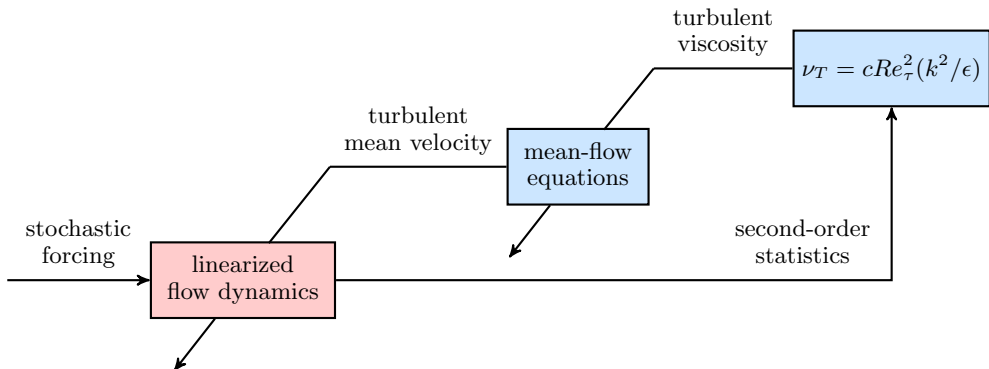 turbulent
viscosity
$\nu_T = cRe_\tau^2(k^2/\epsilon)$
turbulent
mean velocity
mean-flow
equations
stochastic
forcing
second-order
statistics
linearized
flow dynamics